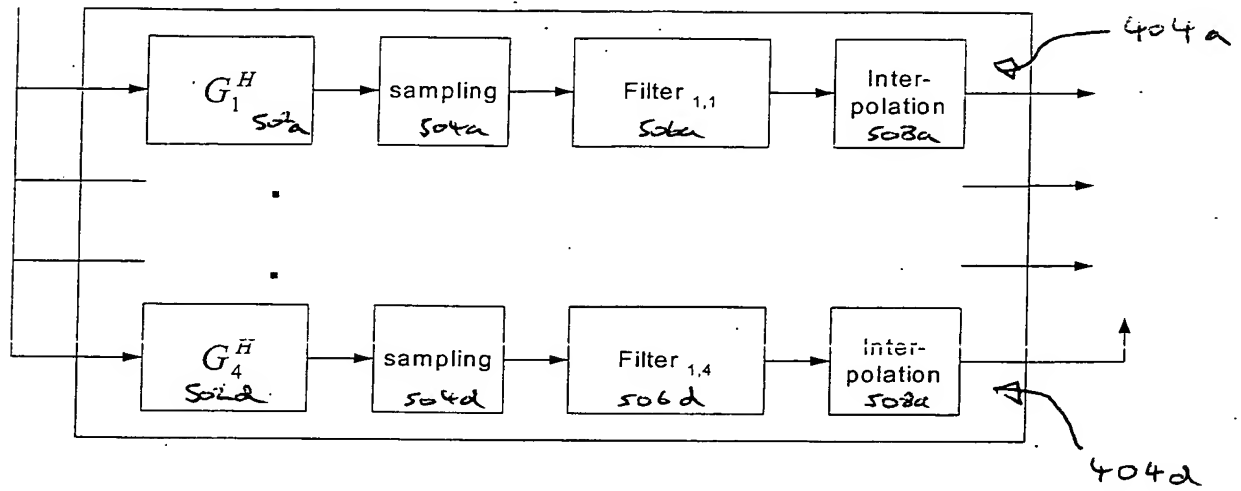 404a
G₁ᴴ
502a
sampling
504a
Filter 1,1
506a
Inter-
polation
508a
G₄ᴴ
502d
sampling
504d
Filter 1,4
506d
Inter-
polation
508a
404d